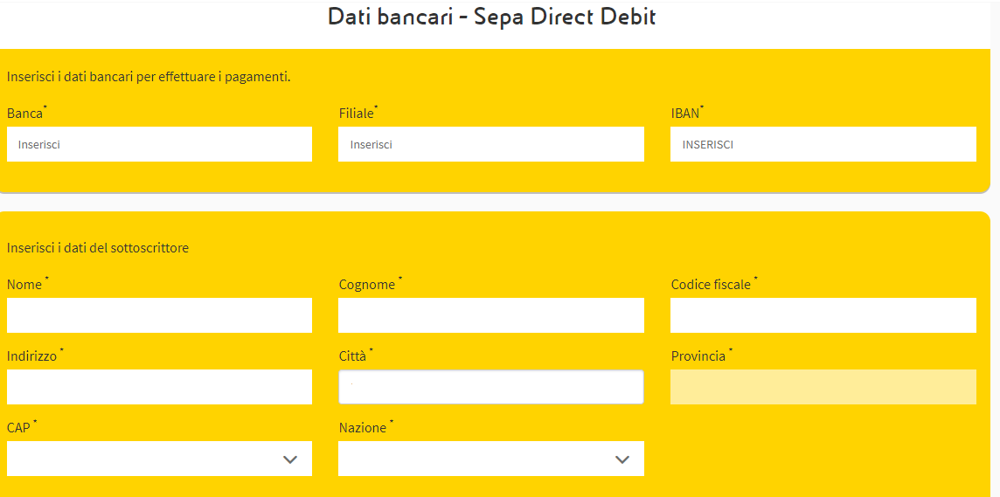 Dati bancari - Sepa Direct Debit
Inserisci i dati bancari per effettuare i pagamenti.
Banca* Filiale* IBAN*
Inserisci Inserisci INSERISCI
Inserisci i dati del sottoscrittore
Nome * Cognome * Codice fiscale *
Indirizzo * Città * Provincia *
CAP * Nazione *